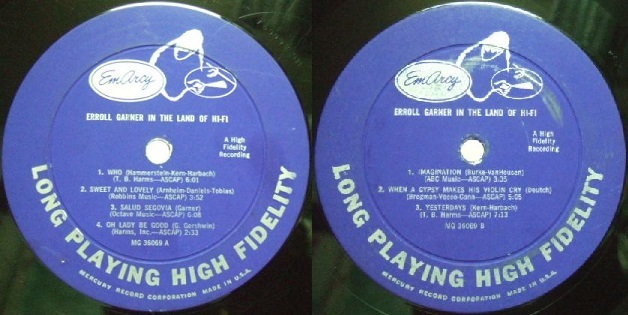 EmArcy
ERROLL GARNER IN THE LAND OF HI-FI
A High
Fidelity
Recording
1. WHO (Hammerstein-Kern-Harbach)
(T. B. Harms—ASCAP) 6:01
2. SWEET AND LOVELY (Arnheim-Daniels-Tobias)
(Robbins Music—ASCAP) 3:52
3. SALUD SEGOVIA (Garner)
(Octave Music—ASCAP) 6:08
4. OH LADY BE GOOD (G. Gershwin)
(Harms, Inc.—ASCAP) 2:33
MG 36069 A
LONG PLAYING HIGH FIDELITY
MERCURY RECORD CORPORATION MADE IN U.S.A.
EmArcy
ERROLL GARNER IN THE LAND OF HI-FI
A High
Fidelity
Recording
1. IMAGINATION (Burke-VanHeusen)
(ABC Music—ASCAP) 3:35
2. WHEN A GYPSY MAKES HIS VIOLIN CRY (Deutch)
(Bregman-Vocco-Conn—ASCAP) 5:05
3. YESTERDAYS (Kern-Harbach)
(T. B. Harms—ASCAP) 7:13
MG 36069 B
LONG PLAYING HIGH FIDELITY
MERCURY RECORD CORPORATION MADE IN U.S.A.